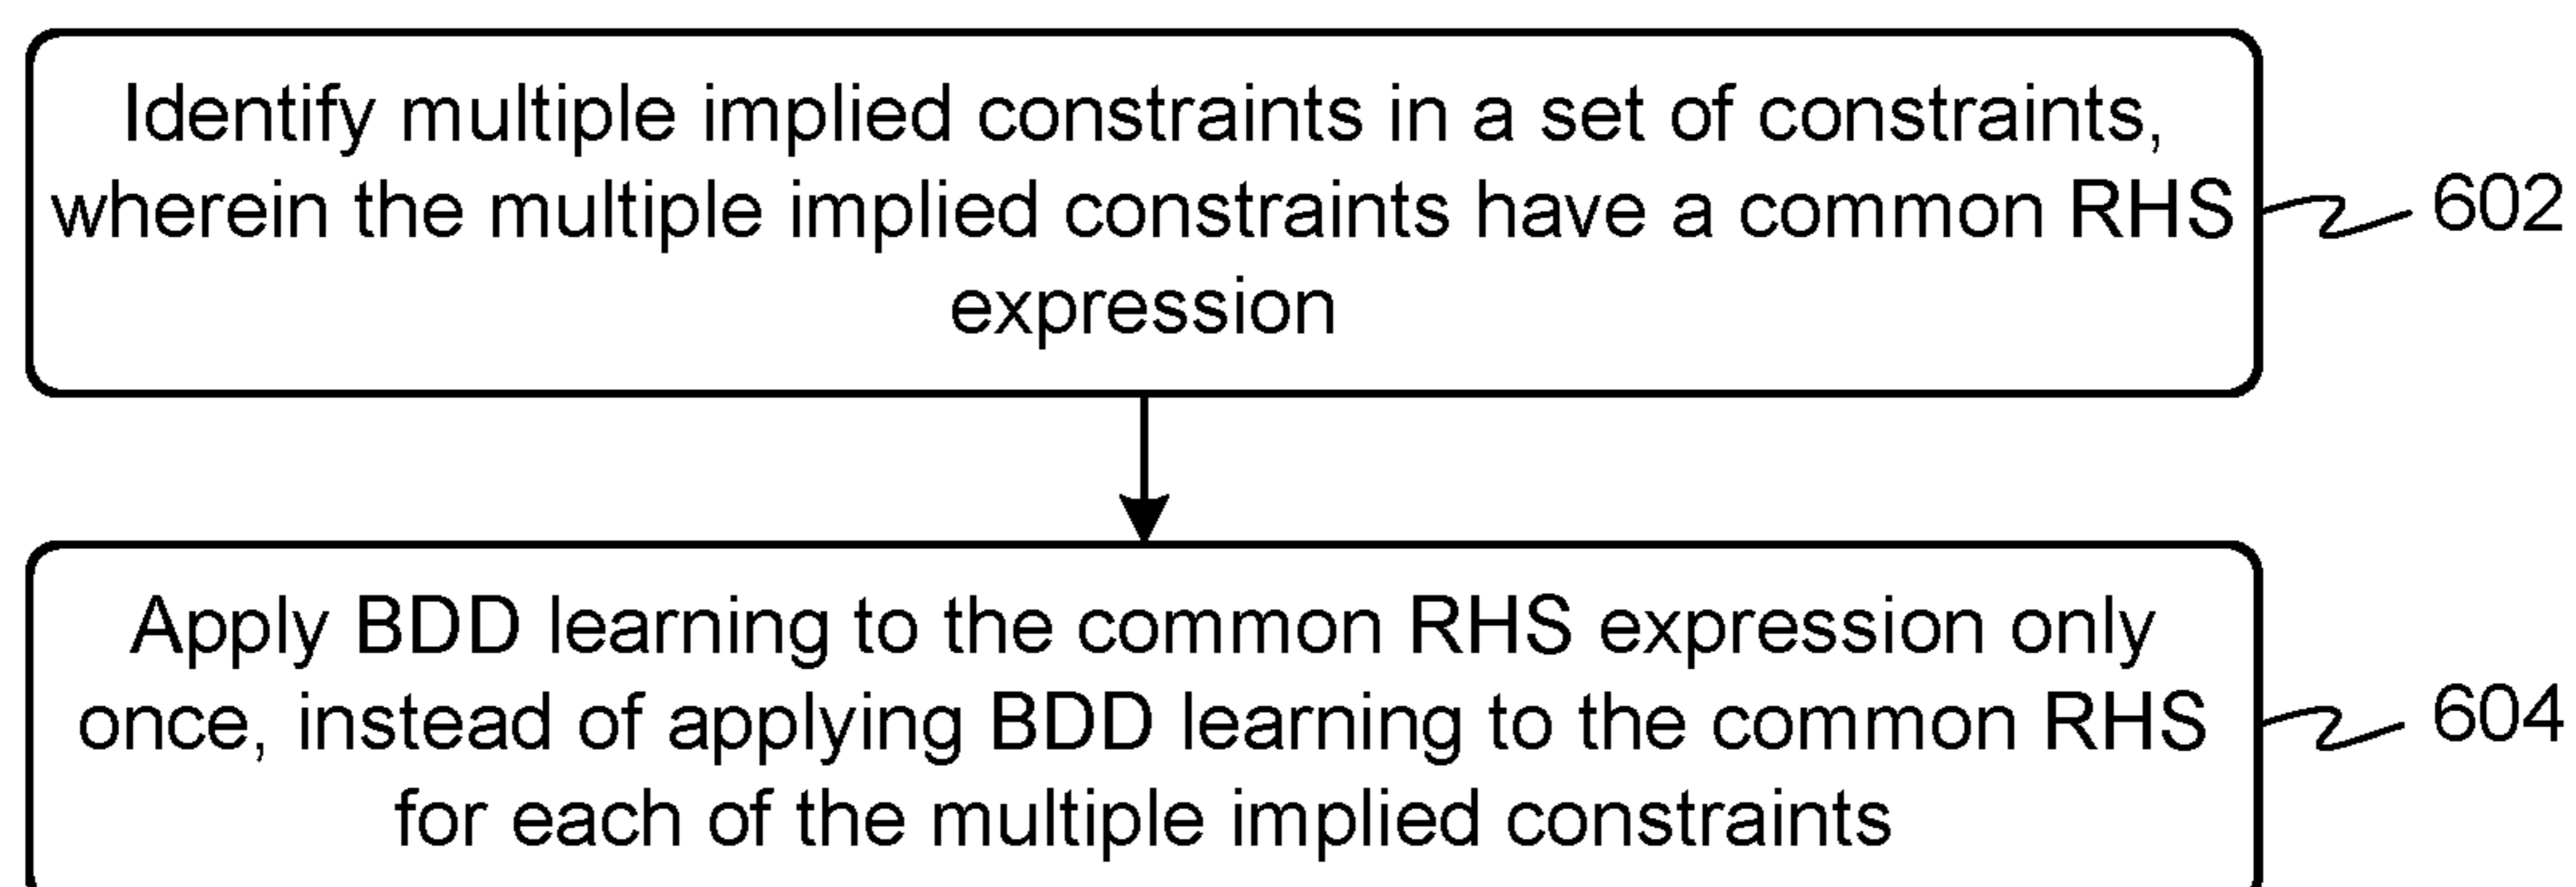 Identify multiple implied constraints in a set of constraints,
wherein the multiple implied constraints have a common RHS
expression
602
Apply BDD learning to the common RHS expression only
once, instead of applying BDD learning to the common RHS
for each of the multiple implied constraints
604